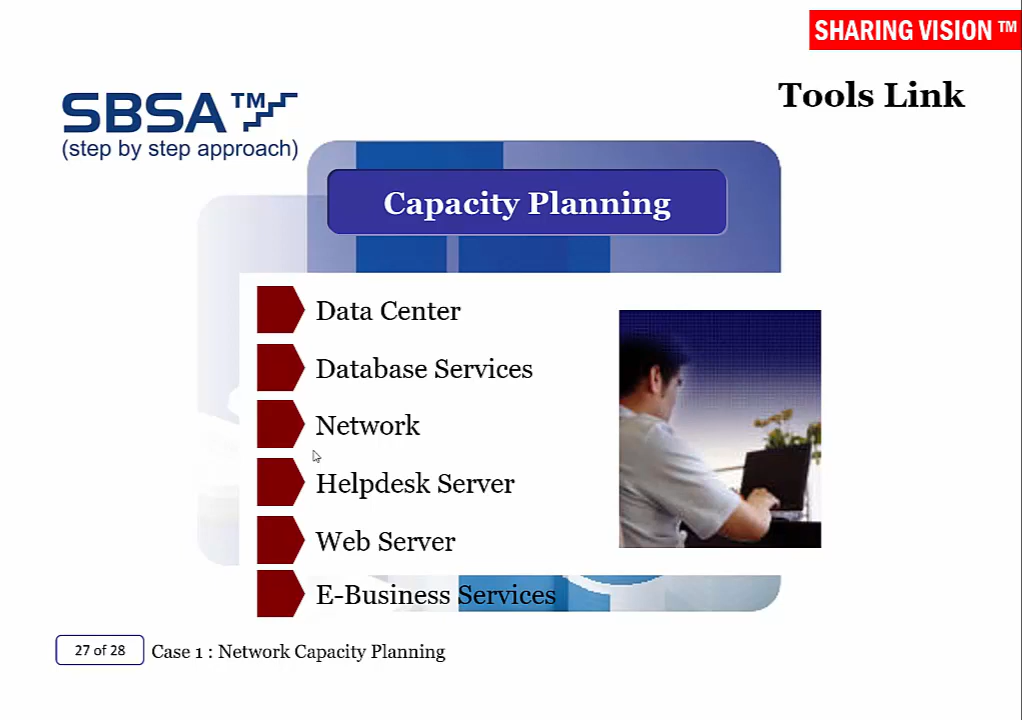 SHARING VISION ™
Tools Link
SBSA™
(step by step approach)
Capacity Planning
Data Center
Database Services
Network
Helpdesk Server
Web Server
E-Business Services
27 of 28
Case 1 : Network Capacity Planning